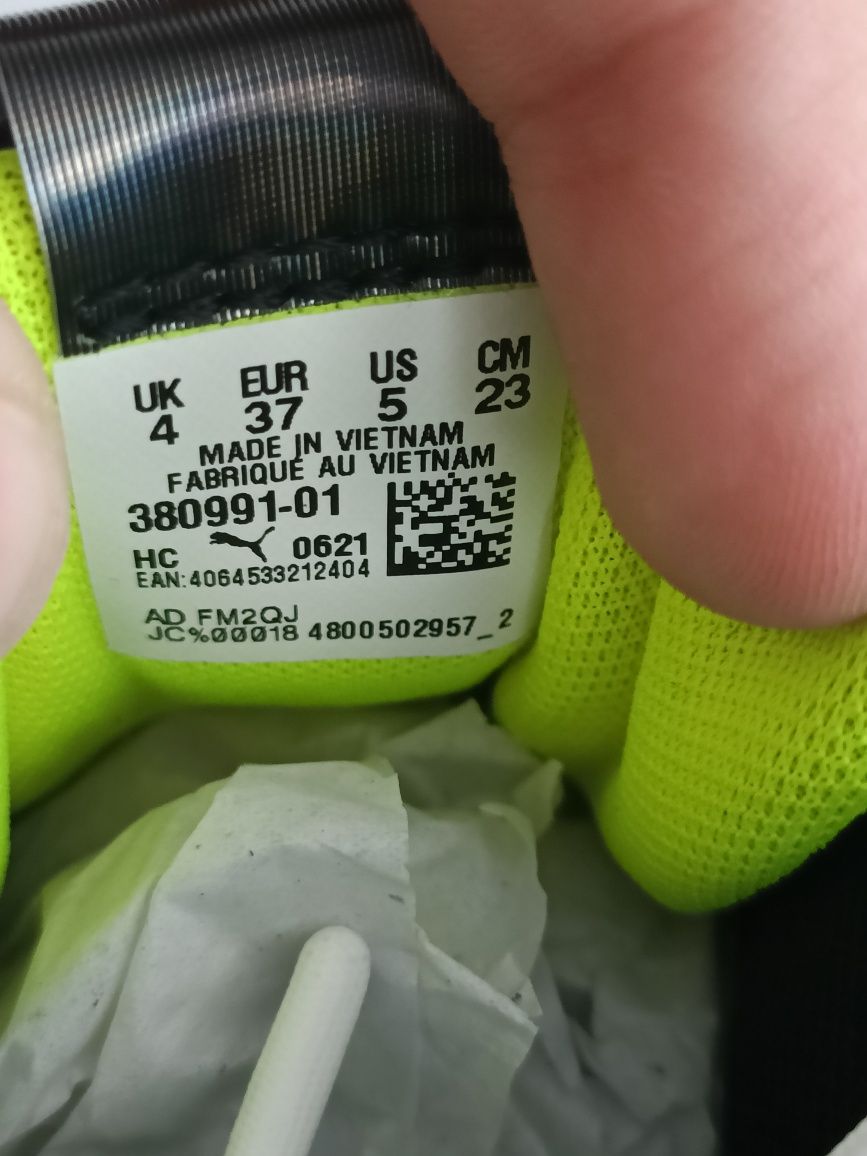 UK EUR US CM
4 37 5 23
MADE IN VIETNAM
FABRIQUÉ AU VIETNAM
380991-01
HC 0621
EAN:4064533212404
AD FM2QJ
JC%00018 4800502957_2